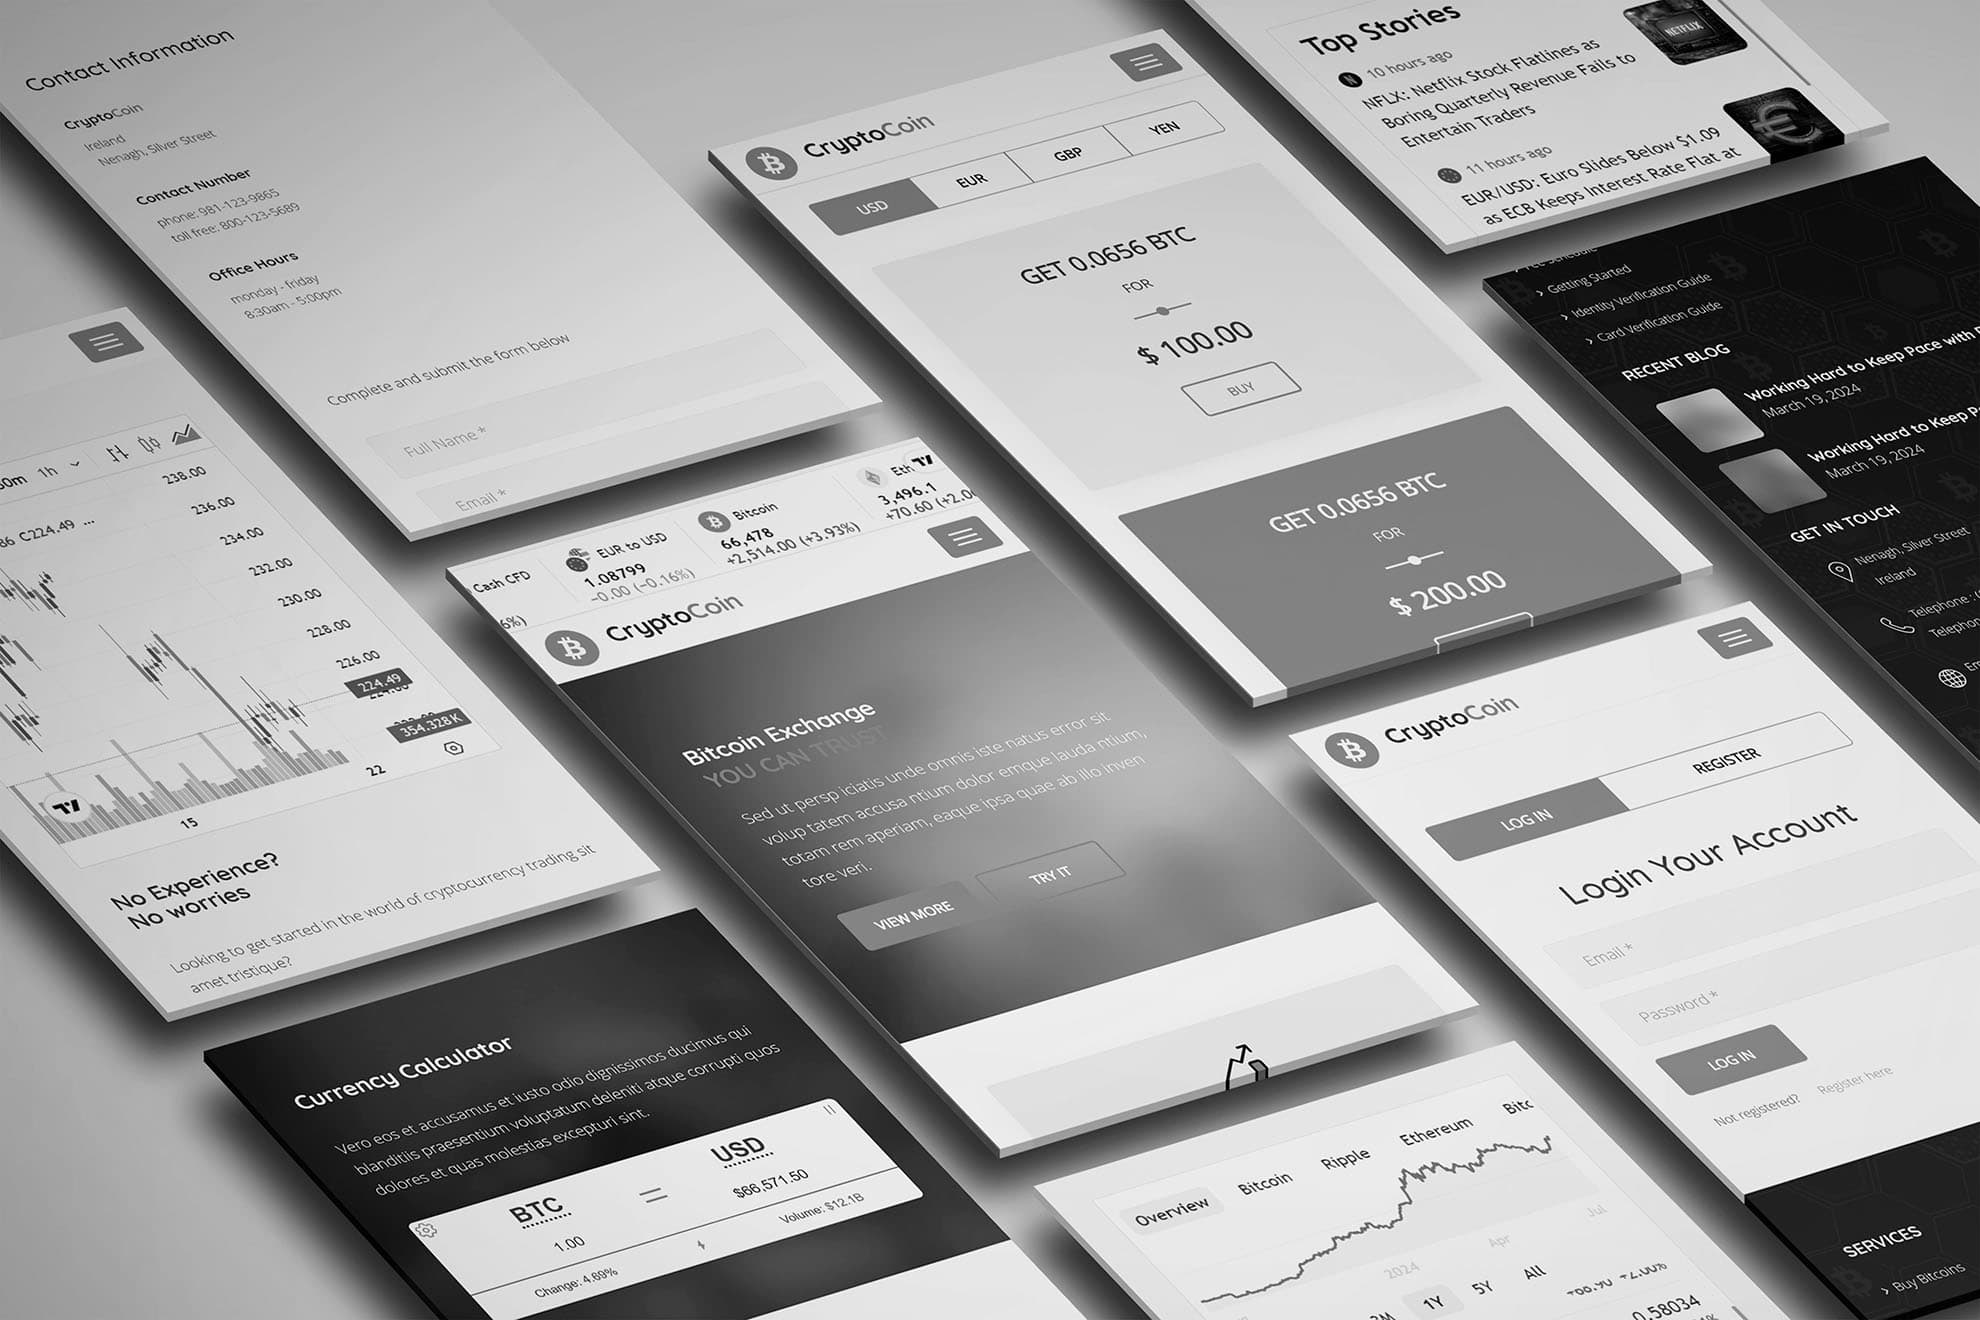 Contact Information
CryptoCoin
Ireland
Nenagh, Silver Street
Contact Number
phone: 981-123-9865
toll free: 800-123-5689
Office Hours
monday - friday
8:30am - 5:00pm
Complete and submit the form below
Full Name *
Email *
CryptoCoin
USD
EUR
GBP
YEN
GET 0.0656 BTC
FOR
$ 100.00
BUY
GET 0.0656 BTC
FOR
$ 200.00
Top Stories
10 hours ago
NFLX: Netflix Stock Flatlines as
Boring Quarterly Revenue Fails to
Entertain Traders
NETFLIX
11 hours ago
EUR/USD: Euro Slides Below $1.09
as ECB Keeps Interest Rate Flat at
Getting Started
Identity Verification Guide
Card Verification Guide
RECENT BLOG
Working Hard to Keep Pace with
March 19, 2024
Working Hard to Keep
March 19, 2024
GET IN TOUCH
Nenagh, Silver Street
Ireland
Telephone :
1h
C224.49 ...
238.00
236.00
234.00
232.00
230.00
228.00
226.00
224.49
354.328K
15
22
No Experience?
No worries
Looking to get started in the world of cryptocurrency trading sit
amet tristique?
Cash CFD
EUR to USD
1.08799
−0.00 (−0.16%)
Bitcoin
66,478
+2,514.00 (+3.93%)
Eth
3,496.1
+70.60 (+2.0
CryptoCoin
Bitcoin Exchange
YOU CAN TRUST
Sed ut persp iciatis unde omnis iste natus error sit
volup tatem accusa ntium dolor emque lauda ntium,
totam rem aperiam, eaque ipsa quae ab illo inven
tore veri.
VIEW MORE
TRY IT
CryptoCoin
LOG IN
REGISTER
Login Your Account
Email *
Password *
LOG IN
Not registered? Register here
SERVICES
Buy Bitcoins
Currency Calculator
Vero eos et accusamus et iusto odio dignissimos ducimus qui
blanditiis praesentium voluptatum deleniti atque corrupti quos
dolores et quas molestias excepturi sint.
BTC
=
USD
1.00
$66,571.50
Change: 4.69%
Volume: $12.1B
Overview
Bitcoin
Ripple
Ethereum
Bitc
2024
Apr
Jul
1Y
5Y
All
0.58034